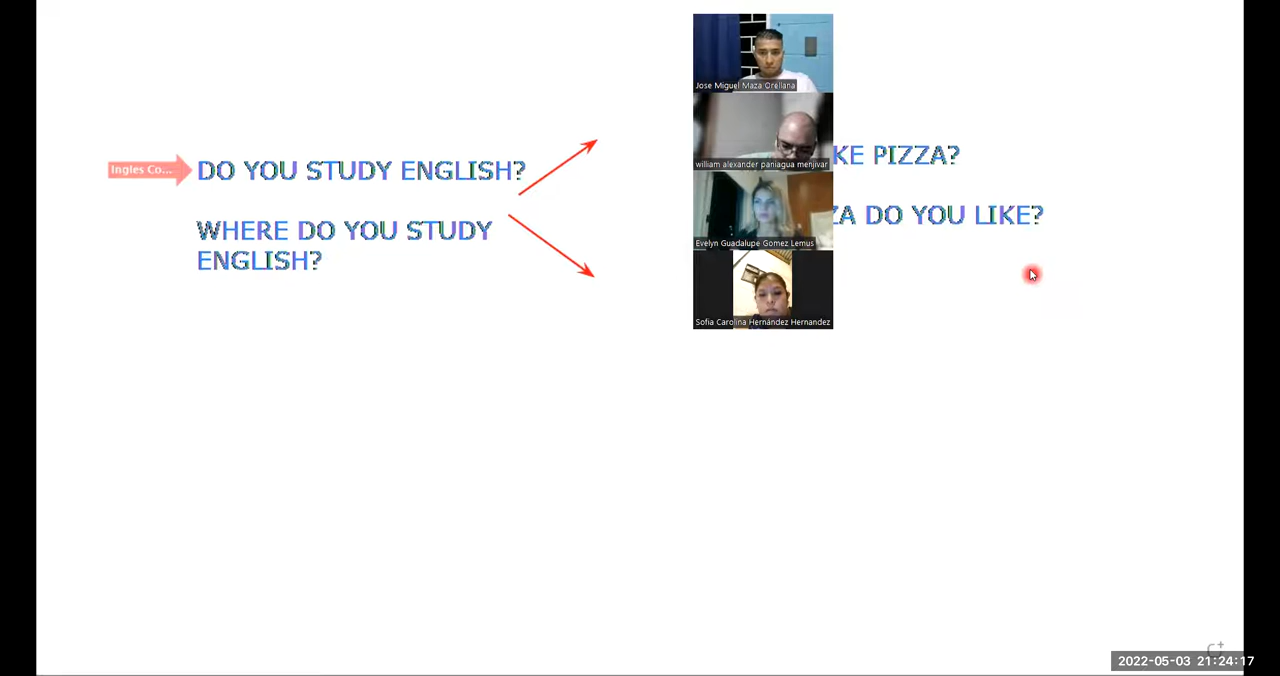 Jose Miguel Maza Orellana
william alexander paniagua menjivar
Evelyn Guadalupe Gomez Lemus
Sofia Carolina Hernández Hernandez
Ingles Co...
DO YOU STUDY ENGLISH?
WHERE DO YOU STUDY
ENGLISH?
KE PIZZA?
ZA DO YOU LIKE?
2022-05-03 21:24:17